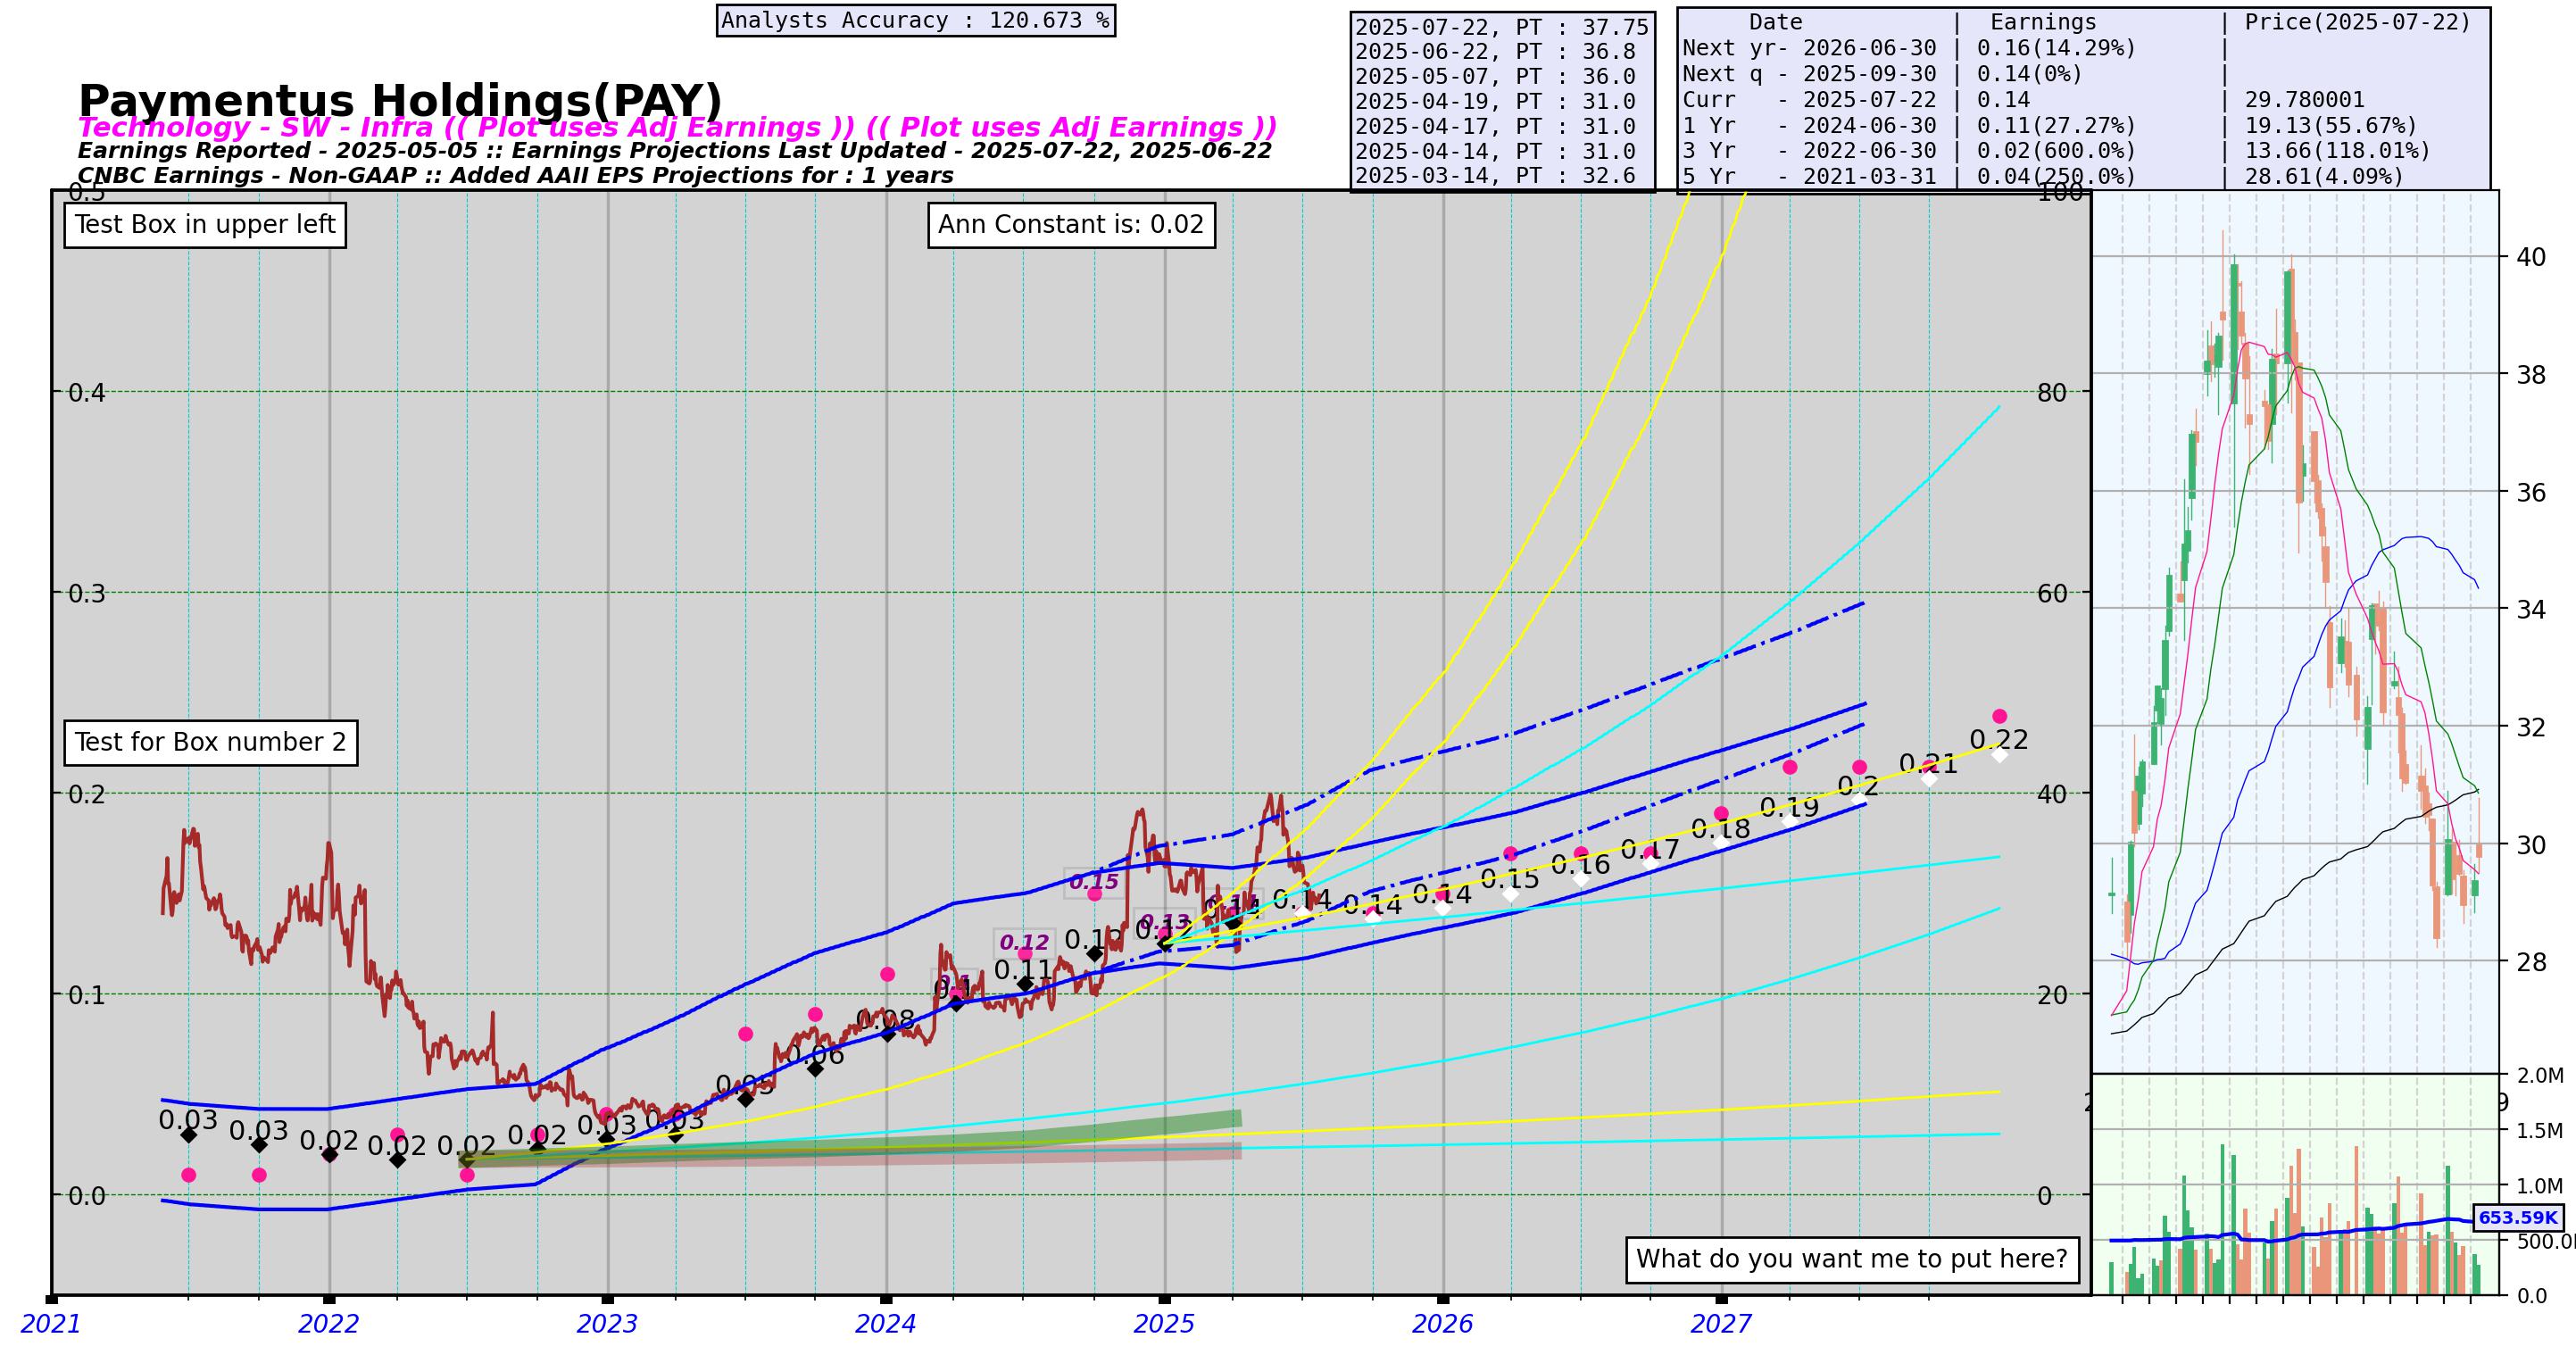 Analysts Accuracy : 120.673 %
2025-07-22, PT : 37.75
2025-06-22, PT : 36.8
2025-05-07, PT : 36.0
2025-04-19, PT : 31.0
2025-04-17, PT : 31.0
2025-04-14, PT : 31.0
2025-03-14, PT : 32.6
Date | Earnings | Price(2025-07-22)
Next yr- 2026-06-30 | 0.16(14.29%) |
Next q - 2025-09-30 | 0.14(0%) |
Curr - 2025-07-22 | 0.14 | 29.780001
1 Yr - 2024-06-30 | 0.11(27.27%) | 19.13(55.67%)
3 Yr - 2022-06-30 | 0.02(600.0%) | 13.66(118.01%)
5 Yr - 2021-03-31 | 0.04(250.0%) | 28.61(4.09%)
Paymentus Holdings(PAY)
Technology - SW - Infra (( Plot uses Adj Earnings )) (( Plot uses Adj Earnings ))
Earnings Reported - 2025-05-05 :: Earnings Projections Last Updated - 2025-07-22, 2025-06-22
CNBC Earnings - Non-GAAP :: Added AAII EPS Projections for : 1 years
0.5
100
Test Box in upper left
Ann Constant is: 0.02
40
0.4
80
38
36
0.3
60
34
32
Test for Box number 2
0.2
40
30
28
0.1
20
0.0
0
0.03
0.03
0.02
0.02
0.02
0.02
0.03
0.03
0.05
0.06
0.08
0.11
0.12
0.12
0.15
0.13
0.14
0.14
0.14
0.15
0.16
0.17
0.18
0.19
0.2
0.21
0.22
2.0M
1.5M
1.0M
653.59K
0.0
What do you want me to put here?
2021
2022
2023
2024
2025
2026
2027